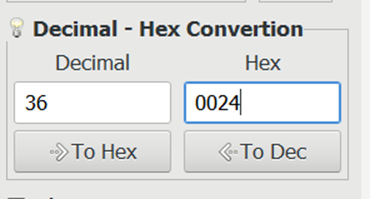 Decimal - Hex Convertion
Decimal Hex
36 0024
To Hex To Dec